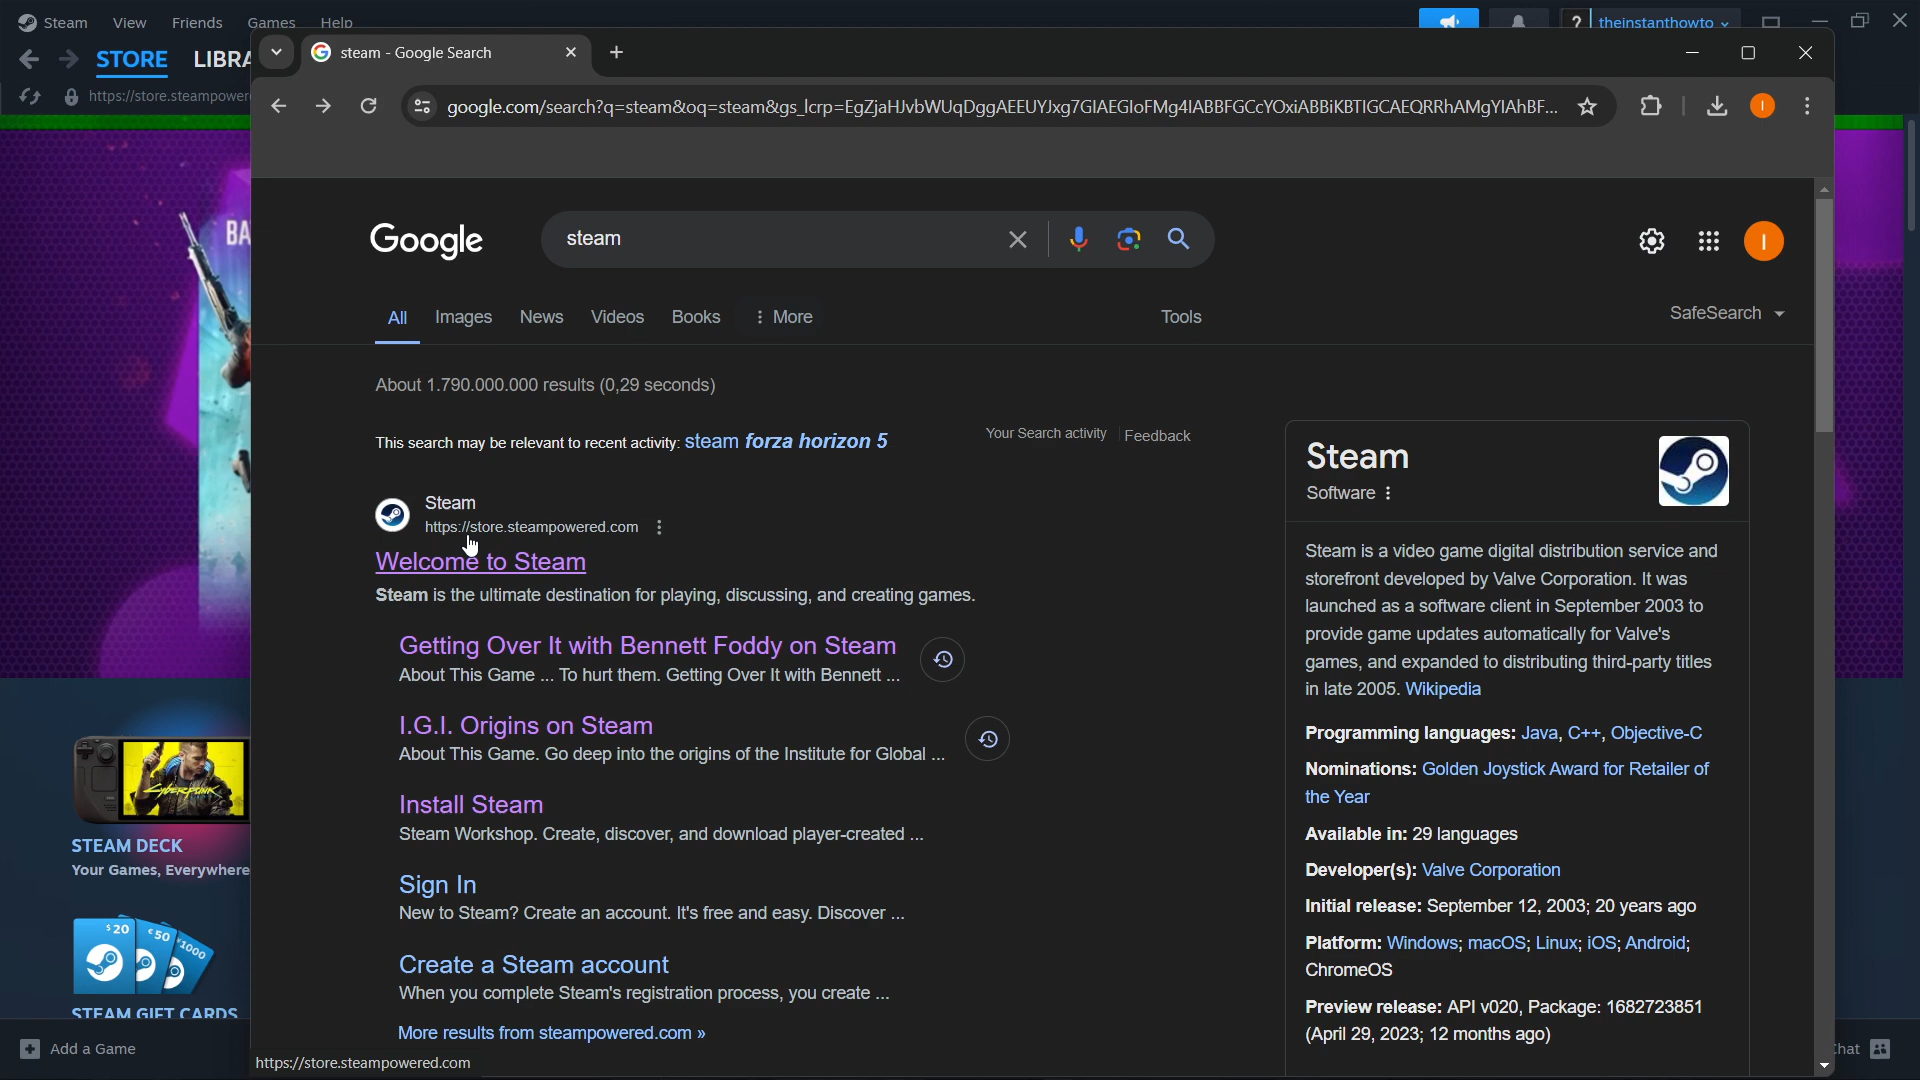 Steam View Friends Games Help
theinstanthowto
STORE LIBRA
https://store.steampower
BA
steam - Google Search
google.com/search?q=steam&oq=steam&gs_lcrp=
Google
steam
All Images News Videos Books More Tools
SafeSearch
About 1.790.000.000 results (0,29 seconds)
This search may be relevant to recent activity: steam forza horizon 5
Your Search activity Feedback
Steam
https://store.steampowered.com
Welcome to Steam
Steam is the ultimate destination for playing, discussing, and creating games.
Getting Over It with Bennett Foddy on Steam
About This Game ... To hurt them. Getting Over It with Bennett ...
I.G.I. Origins on Steam
About This Game. Go deep into the origins of the Institute for Global ...
Install Steam
Steam Workshop. Create, discover, and download player-created ...
Sign In
New to Steam? Create an account. It's free and easy. Discover ...
Create a Steam account
When you complete Steam's registration process, you create ...
More results from steampowered.com »
https://store.steampowered.com
Steam
Software
Steam is a video game digital distribution service and
storefront developed by Valve Corporation. It was
launched as a software client in September 2003 to
provide game updates automatically for Valve's
games, and expanded to distributing third-party titles
in late 2005. Wikipedia
Programming languages: Java, C++, Objective-C
Nominations: Golden Joystick Award for Retailer of
the Year
Available in: 29 languages
Developer(s): Valve Corporation
Initial release: September 12, 2003; 20 years ago
Platform: Windows; macOS; Linux; iOS; Android;
ChromeOS
Preview release: API v020, Package: 1682723851
(April 29, 2023; 12 months ago)
Cyberpunk
STEAM DECK
Your Games, Everywhere
$20
€50
¥1000
STEAM GIFT CARDS
Add a Game
hat